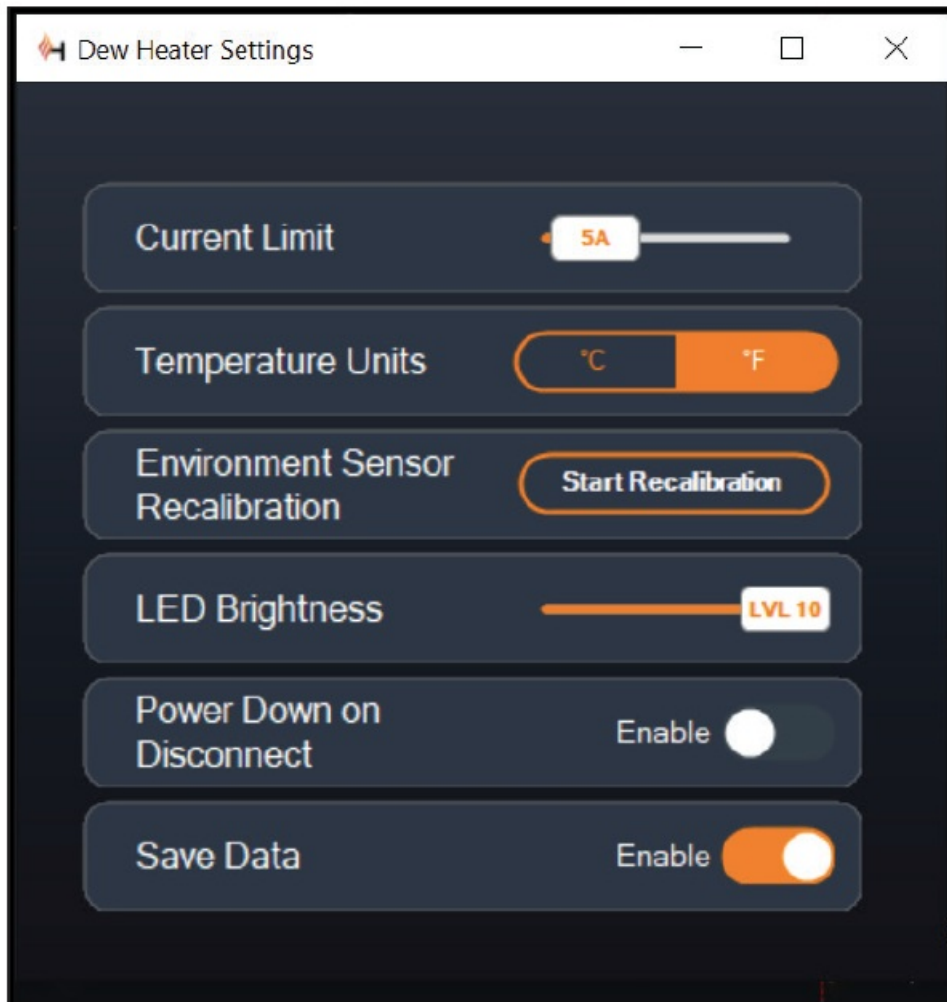 Dew Heater Settings
Current Limit
5A
Temperature Units
°C
°F
Environment Sensor
Recalibration
Start Recalibration
LED Brightness
LVL 10
Power Down on
Disconnect
Enable
Save Data
Enable